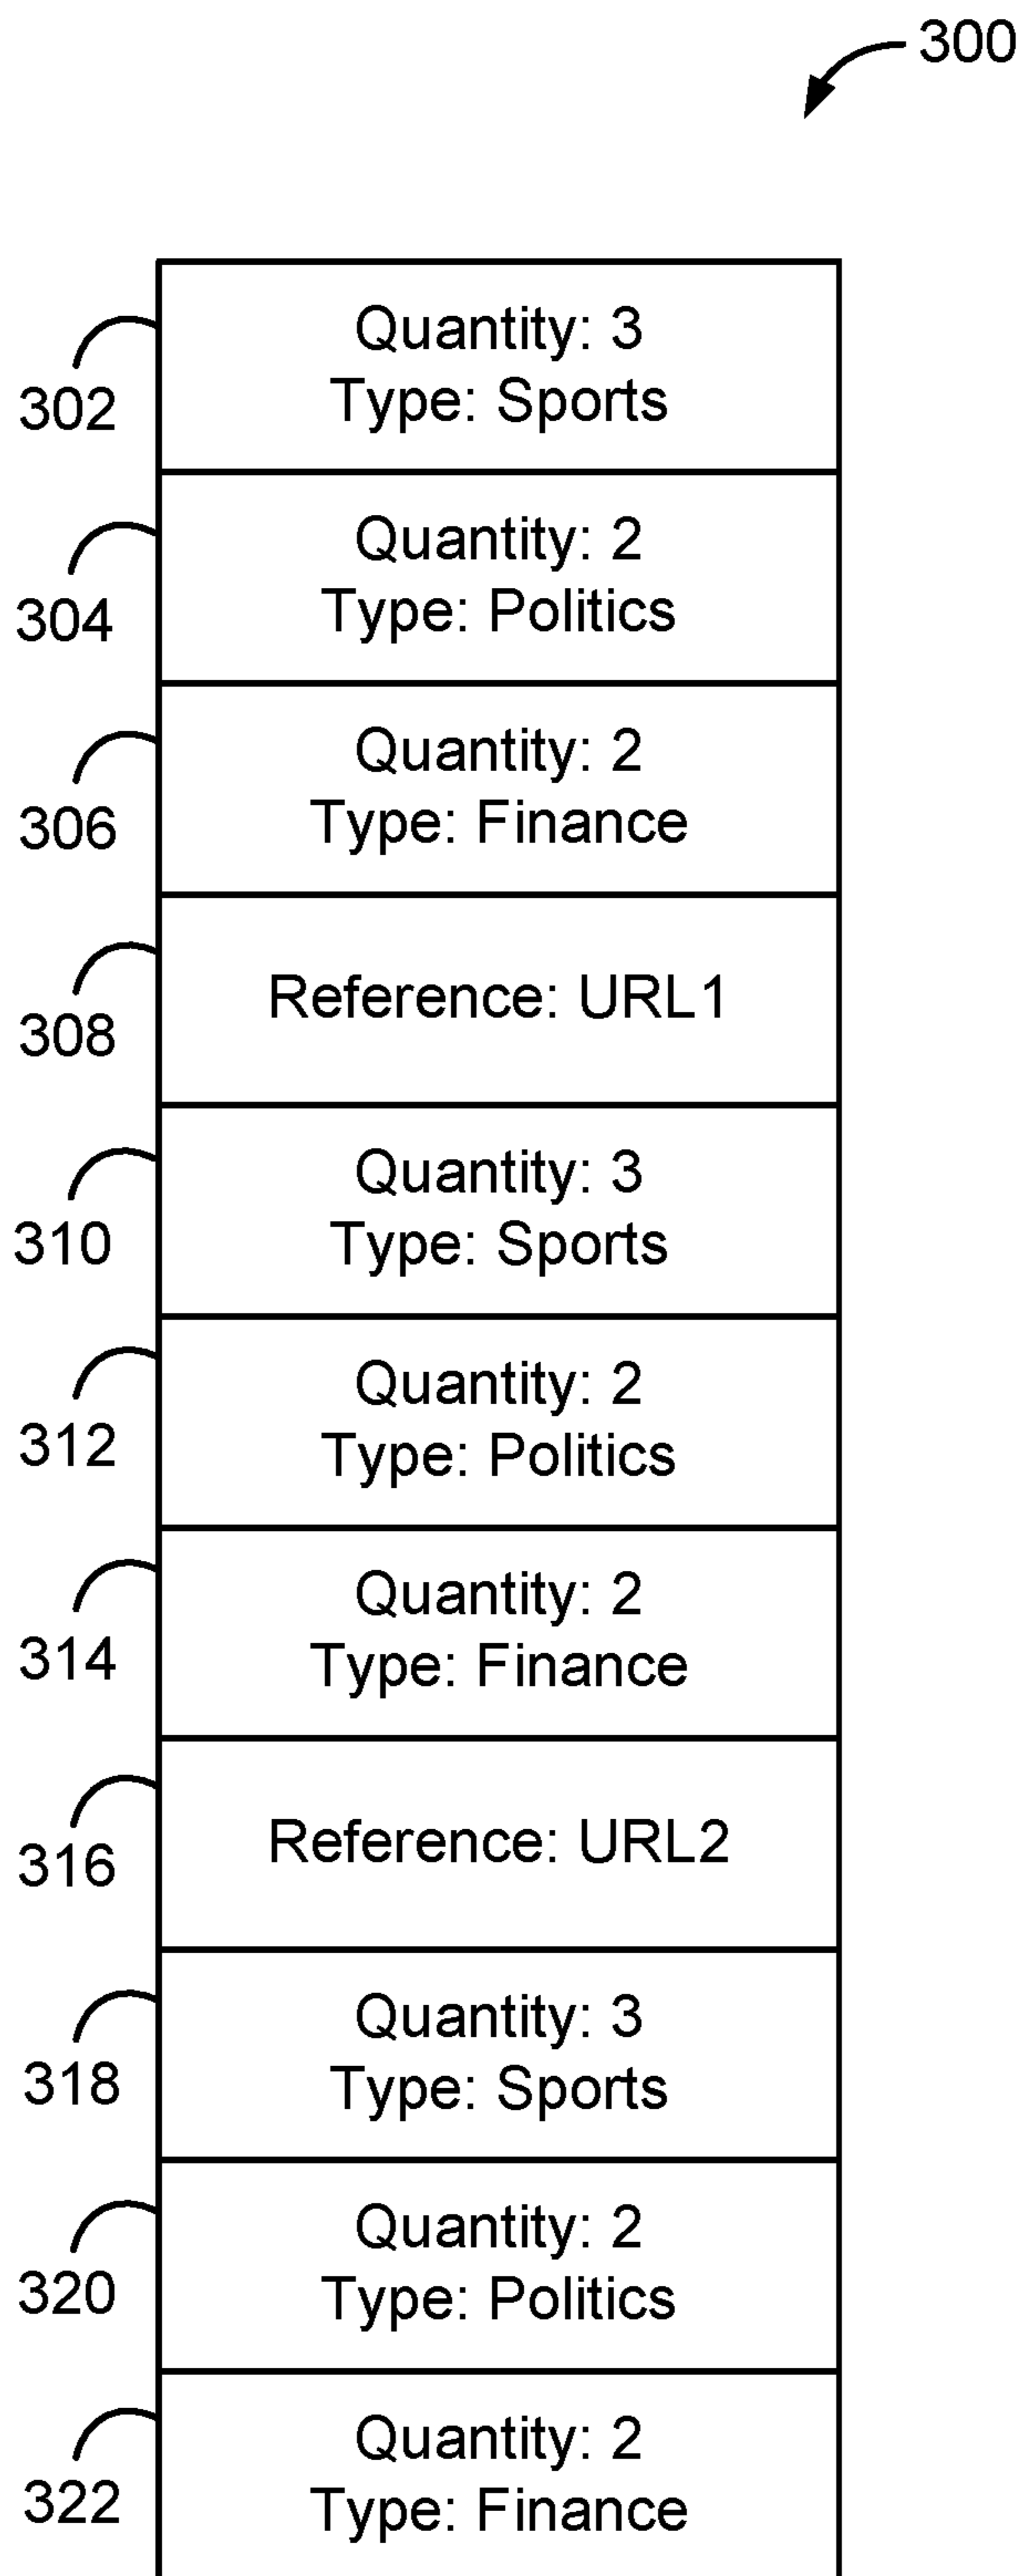 300
302
Quantity: 3
Type: Sports
304
Quantity: 2
Type: Politics
306
Quantity: 2
Type: Finance
308
Reference: URL1
310
Quantity: 3
Type: Sports
312
Quantity: 2
Type: Politics
314
Quantity: 2
Type: Finance
316
Reference: URL2
318
Quantity: 3
Type: Sports
320
Quantity: 2
Type: Politics
322
Quantity: 2
Type: Finance